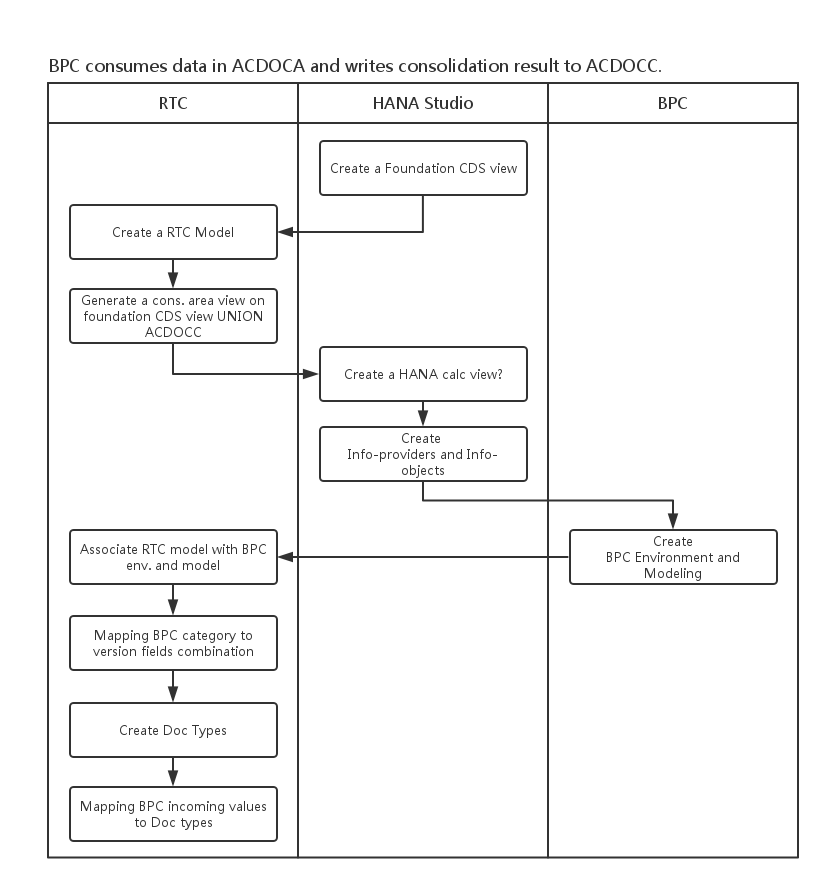 BPC consumes data in ACDOCA and writes consolidation result to ACDOCC.
RTC
HANA Studio
BPC
Create a Foundation CDS view
Create a RTC Model
Generate a cons. area view on
foundation CDS view UNION
ACDOCC
Create a HANA calc view?
Create
Info-providers and Info-
objects
Create
BPC Environment and
Modeling
Associate RTC model with BPC
env. and model
Mapping BPC category to
version fields combination
Create Doc Types
Mapping BPC incoming values
to Doc types